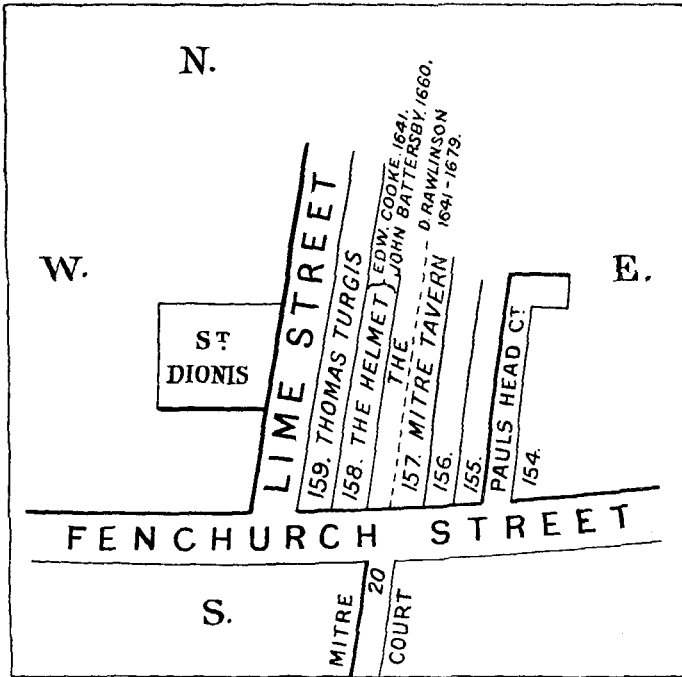 N.
W.
E.
S.
ST.
DIONIS
LIME STREET
159. THOMAS TURGIS
158. THE HELMET } EDW. COOKE. 1641.
JOHN BATTERSBY. 1660.
THE
157. MITRE TAVERN D. RAWLINSON
1641-1679.
156.
155.
PAULS HEAD CT.
154.
FENCHURCH STREET
MITRE
20
COURT